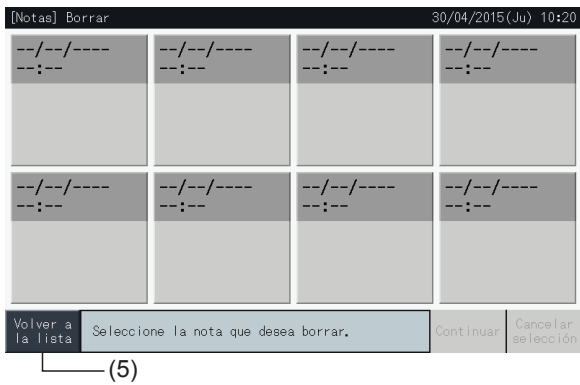 [Notas] Borrar 30/04/2015(Ju) 10:20
--/--/---- --/--/---- --/--/---- --/--/----
--:-- --:-- --:-- --:--
--/--/---- --/--/---- --/--/---- --/--/----
--:-- --:-- --:-- --:--
Volver a
la lista
Seleccione la nota que desea borrar.
Continuar
Cancelar
selección
(5)